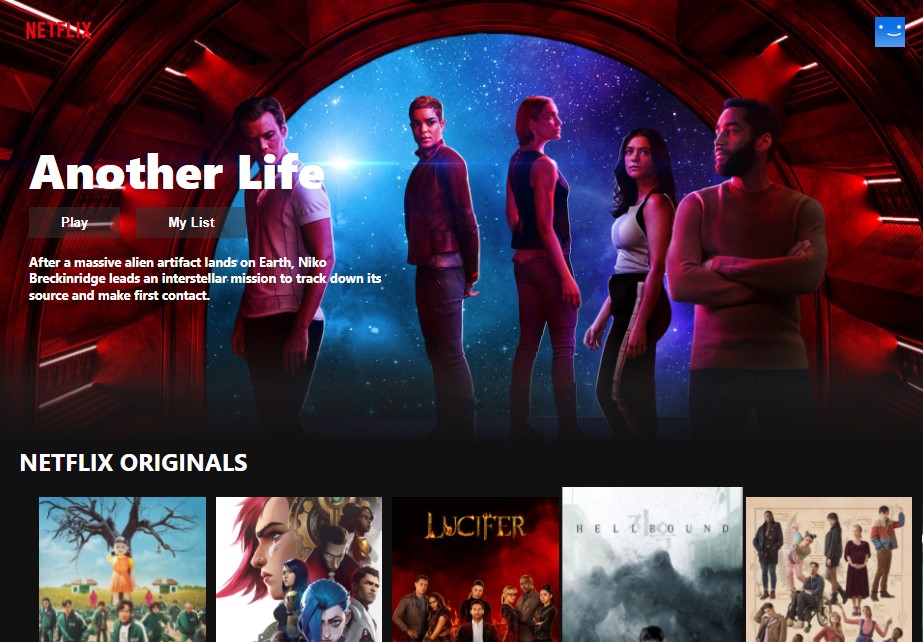 NETFLIX
Another Life
Play
My List
After a massive alien artifact lands on Earth, Niko
Breckinridge leads an interstellar mission to track down its
source and make first contact.
NETFLIX ORIGINALS
LUCIFER
HELLBOUND